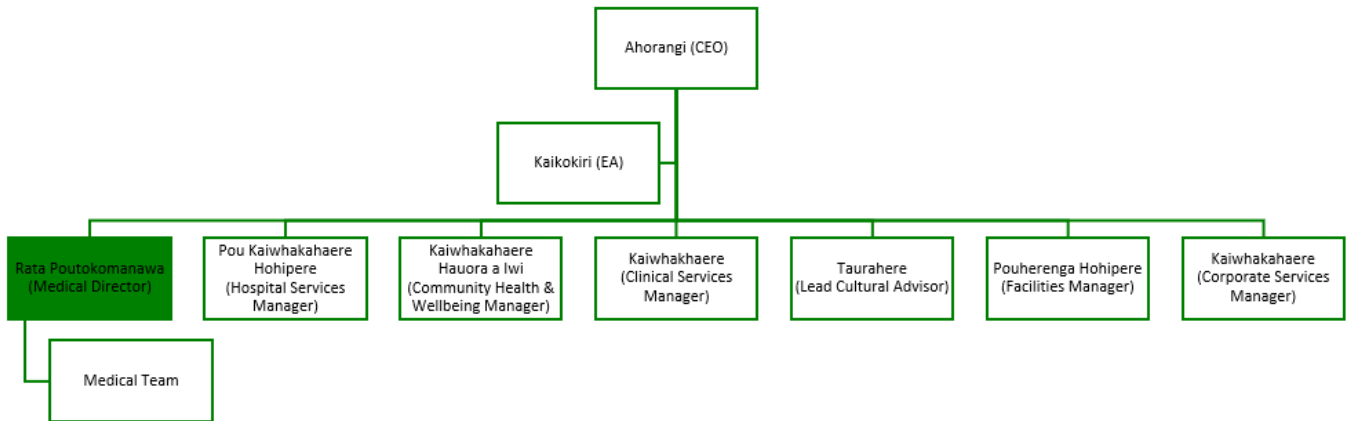 Ahorangi (CEO)
Kaikokiri (EA)
Rata Poutokomanawa
(Medical Director)
Pou Kaiwhakahaere
Hohipere
(Hospital Services
Manager)
Kaiwhakahaere
Hauora a Iwi
(Community Health &
Wellbeing Manager)
Kaiwhakhaere
(Clinical Services
Manager)
Taurahere
(Lead Cultural Advisor)
Pouherenga Hohipere
(Facilities Manager)
Kaiwhakahaere
(Corporate Services
Manager)
Medical Team